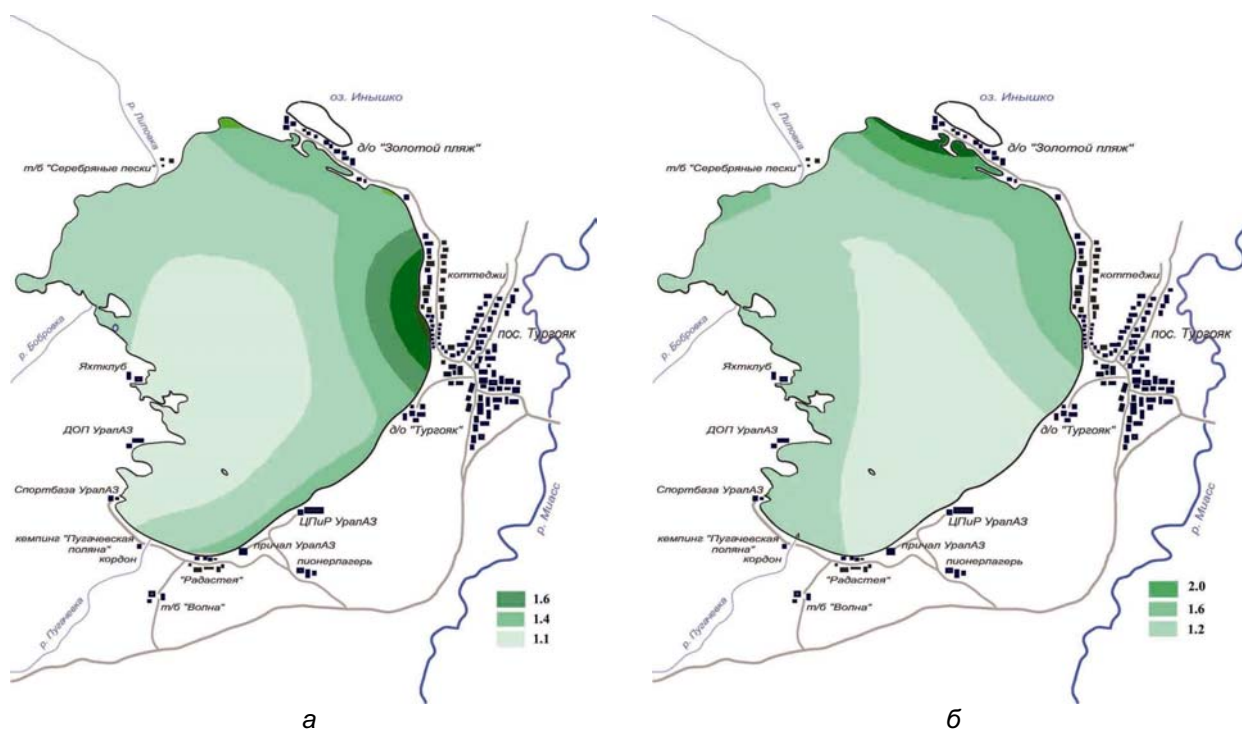 оз. Инышко
р. Липовка
д/о "Золотой пляж"
т/б "Серебряные пески"
коттеджи
р. Бобровка
пос. Тургояк
Яхтклуб
ДОП УралАЗ
д/о "Тургояк"
Спортбаза УралАЗ
ЦПиР УралАЗ
р. Миасс
кемпинг "Пугачевская
поляна"
кордон
причал УралАЗ
пионерлагерь
"Радастея"
т/б "Волна"
р. Пугачевка
1.6
1.4
1.1
а
оз. Инышко
р. Липовка
д/о "Золотой пляж"
т/б "Серебряные пески"
коттеджи
р. Бобровка
пос. Тургояк
Яхтклуб
ДОП УралАЗ
д/о "Тургояк"
Спортбаза УралАЗ
ЦПиР УралАЗ
р. Миасс
кемпинг "Пугачевская
поляна"
кордон
причал УралАЗ
пионерлагерь
"Радастея"
т/б "Волна"
р. Пугачевка
2.0
1.6
1.2
б